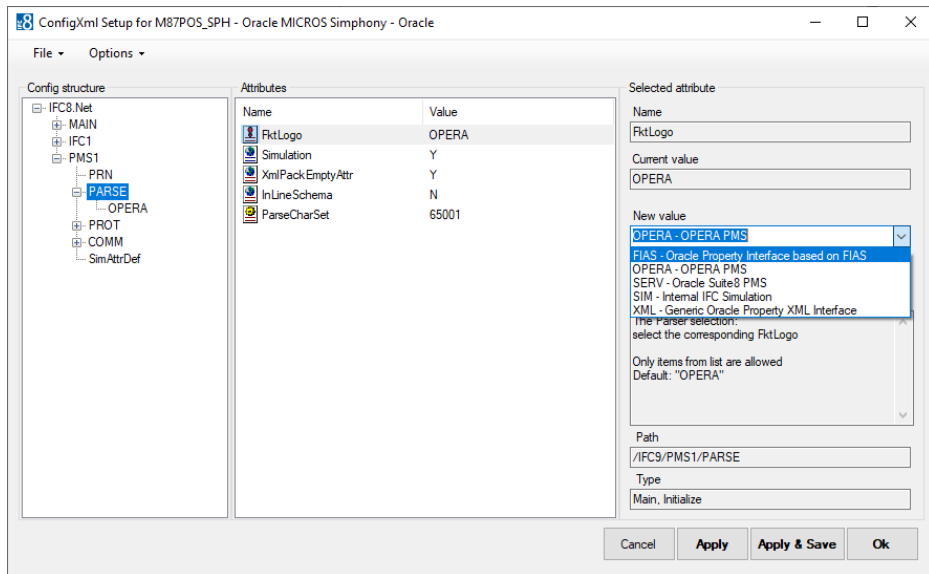 ConfigXml Setup for M87POS_SPH - Oracle MICROS Simphony - Oracle
File Options
Config structure
IFC8.Net
MAIN
IFC1
PMS1
PRN
PARSE
OPERA
PROT
COMM
SimAttrDef
Attributes
Name Value
FktLogo OPERA
Simulation Y
XmlPackEmptyAttr Y
InLineSchema N
ParseCharSet 65001
Selected attribute
Name
FktLogo
Current value
OPERA
New value
OPERA - OPERA PMS
FIAS - Oracle Property Interface based on FIAS
OPERA - OPERA PMS
SERV - Oracle Suite8 PMS
SIM - Internal IFC Simulation
XML - Generic Oracle Property XML Interface
The Parser selection:
select the corresponding FktLogo
Only items from list are allowed
Default: "OPERA"
Path
/IFC9/PMS1/PARSE
Type
Main, Initialize
Cancel Apply Apply & Save Ok